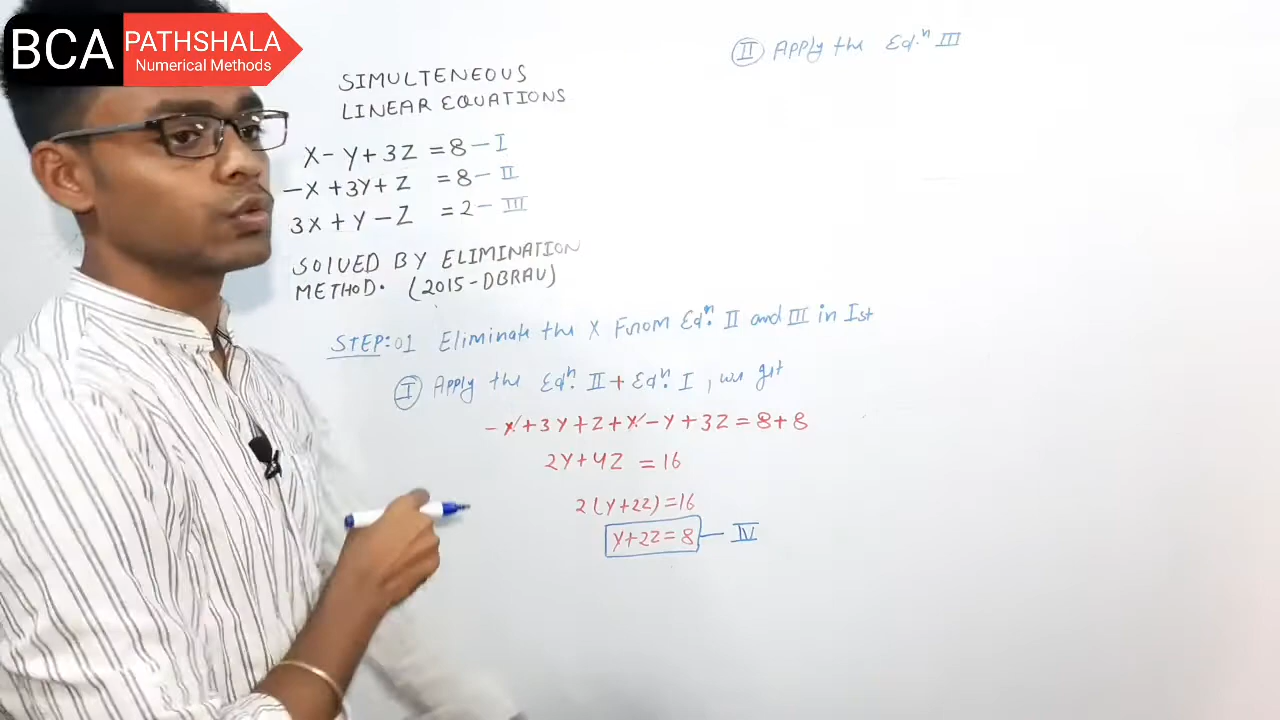 BCA PATHSHALA
Numerical Methods
SIMULTENEOUS
LINEAR EQUATIONS
X - Y + 3Z = 8 - I
-X + 3Y + Z = 8 - II
3X + Y - Z = 2 - III
SOLVED BY ELIMINATION
METHOD. (2015-DBRAU)
STEP:01 Eliminate the X From Eqn. II and III in Ist
(I) Apply the Eqn. II + Eqn. I, we get
-X + 3Y + Z + X - Y + 3Z = 8 + 8
2Y + 4Z = 16
2(Y+2Z) = 16
Y+2Z = 8 - IV
(II) Apply the Eqn. III